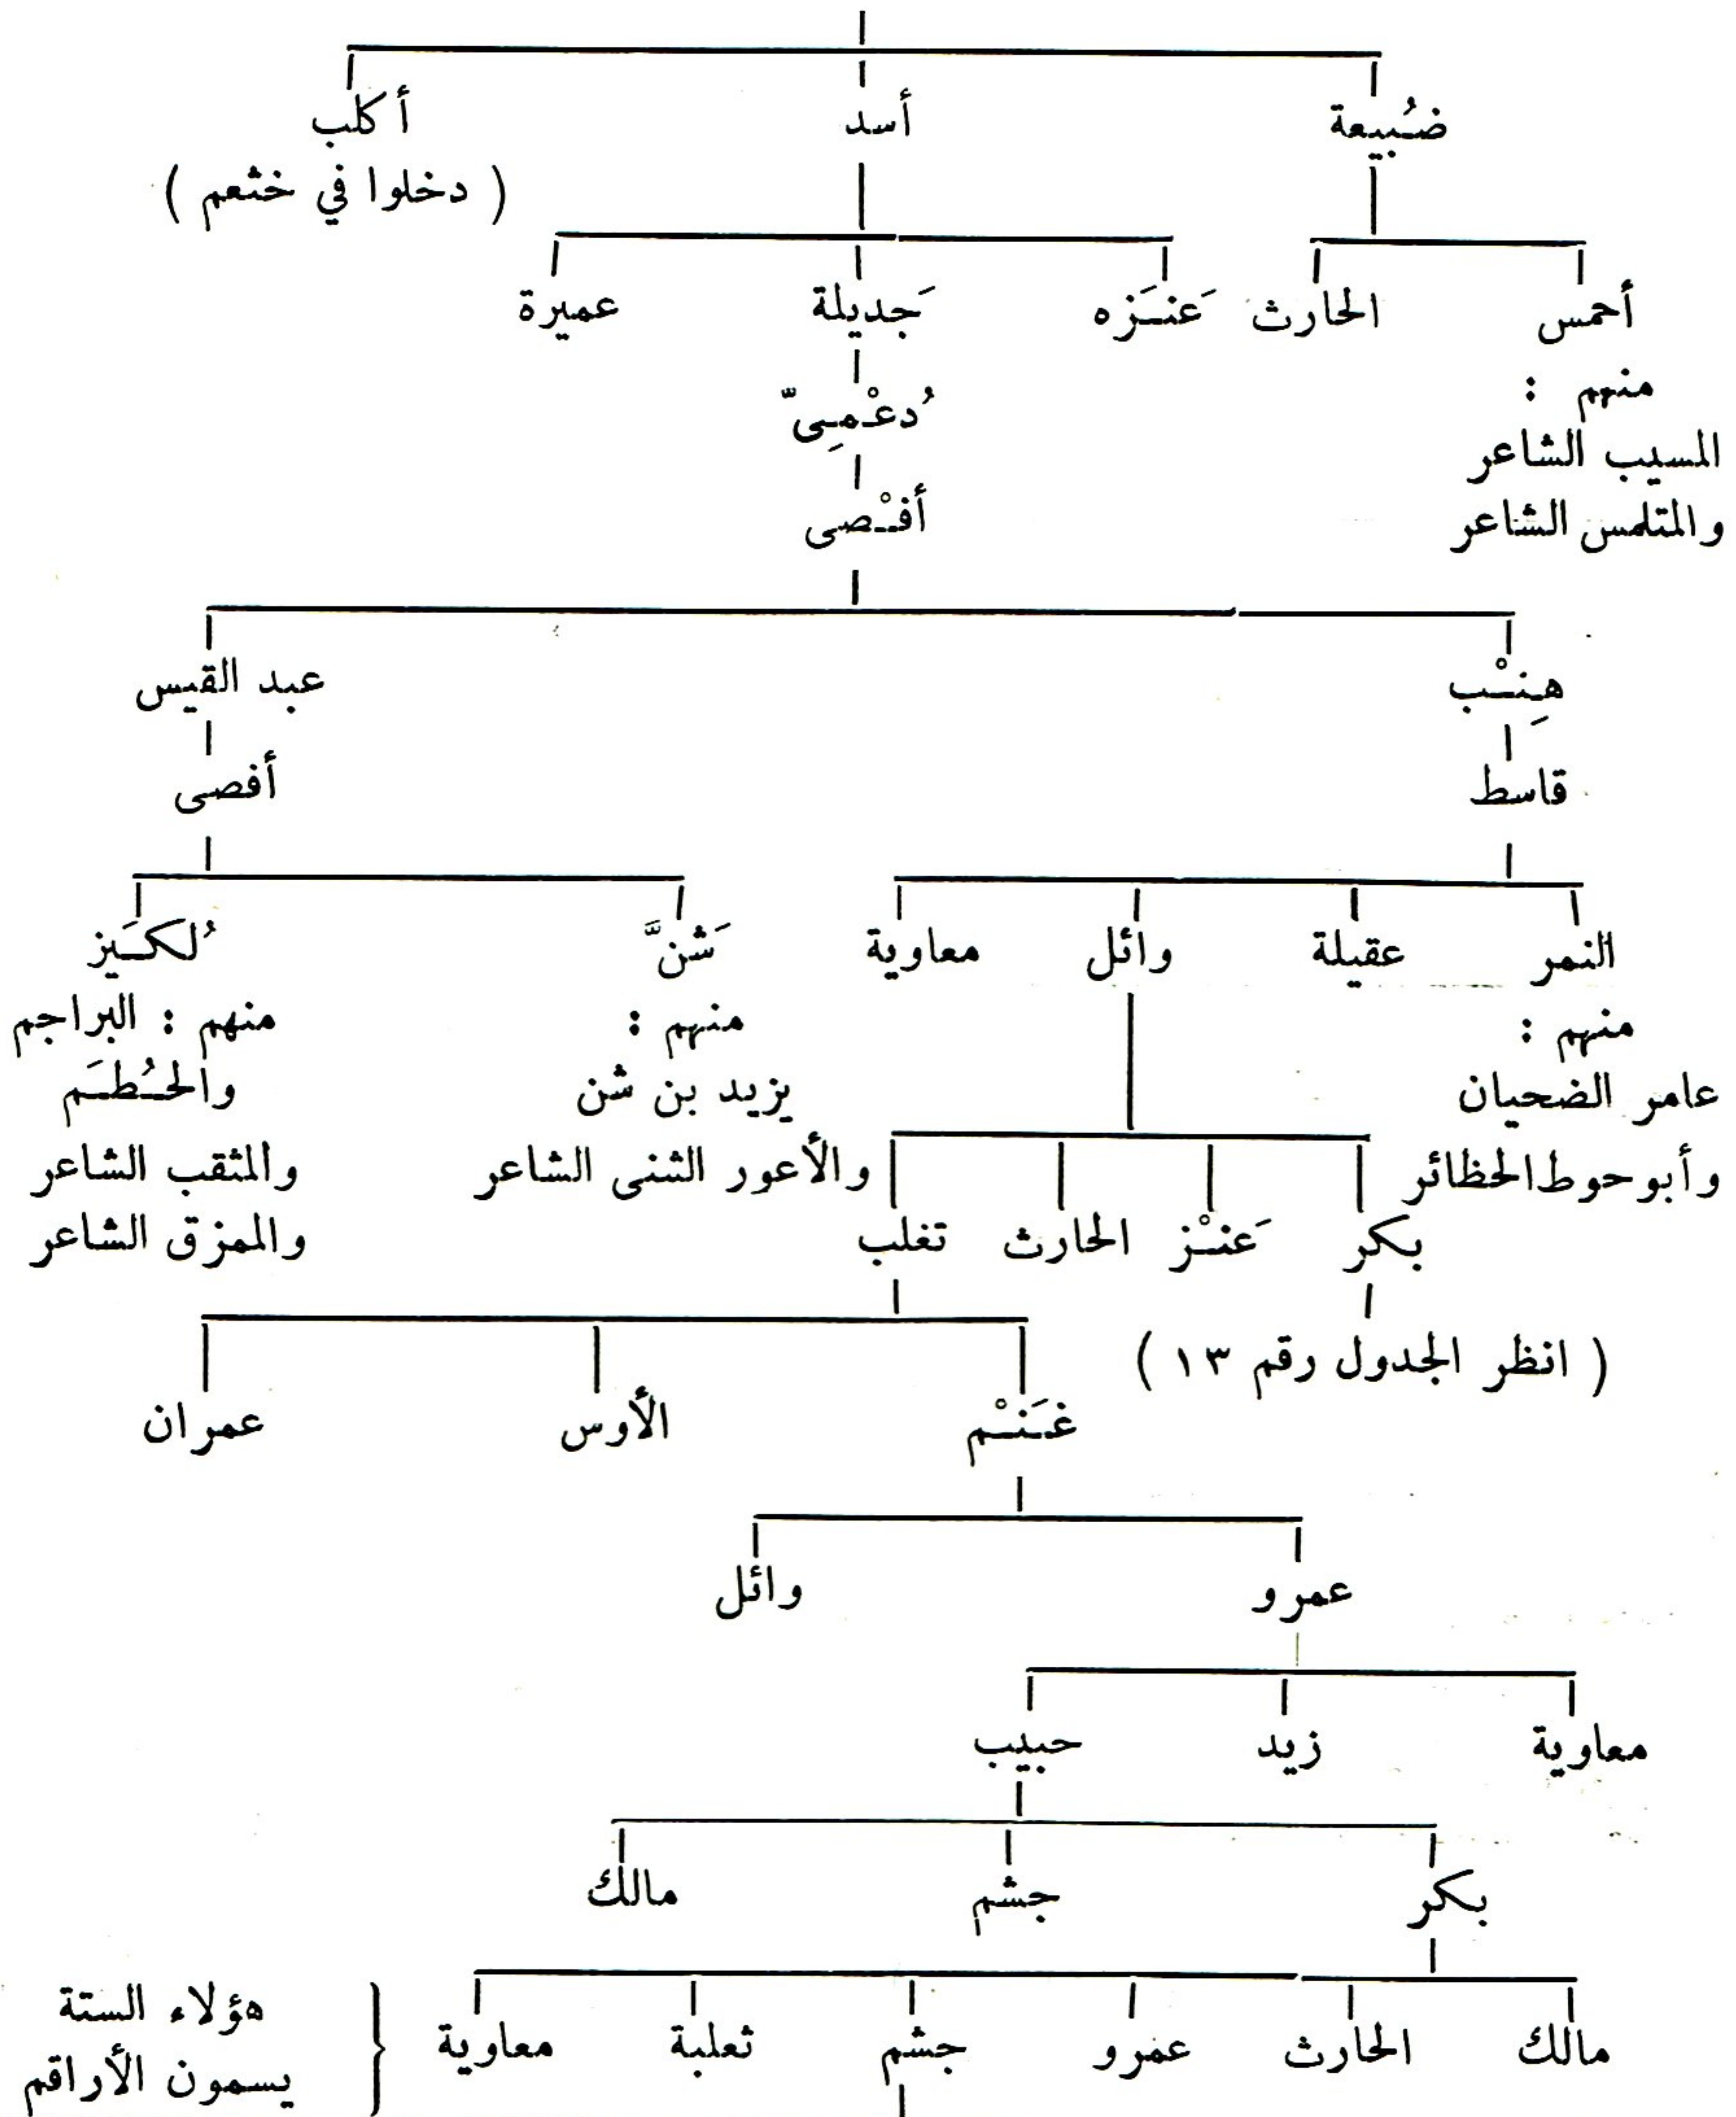 ضُبيعة أسد أكلب
( دخلوا في خثعم )
أحمس الحارث عَنَزه جَديلة عميرة
منهم :
دُعْمِىّ
المسيب الشاعر
والمتلمس الشاعر
أفْصى
هِنْب عبد القيس
قاسط أفصى
النمر عقيلة وائل معاوية شَنَّ لُكَيز
منهم : منهم : منهم : البراجم
عامر الضحيان يزيد بن شن والحُطَم
وأبو حوط الحظائر والأعور الشنى الشاعر والمثقب الشاعر
بكر عَنْز الحارث تغلب والممزق الشاعر
( انظر الجدول رقم ١٣ )
غَنْم الأوس عمران
عمرو وائل
معاوية زيد حبيب
بكر جشم مالك
مالك الحارث عمرو جشم ثعلبة معاوية هؤلاء الستة
يسمون الأراقم